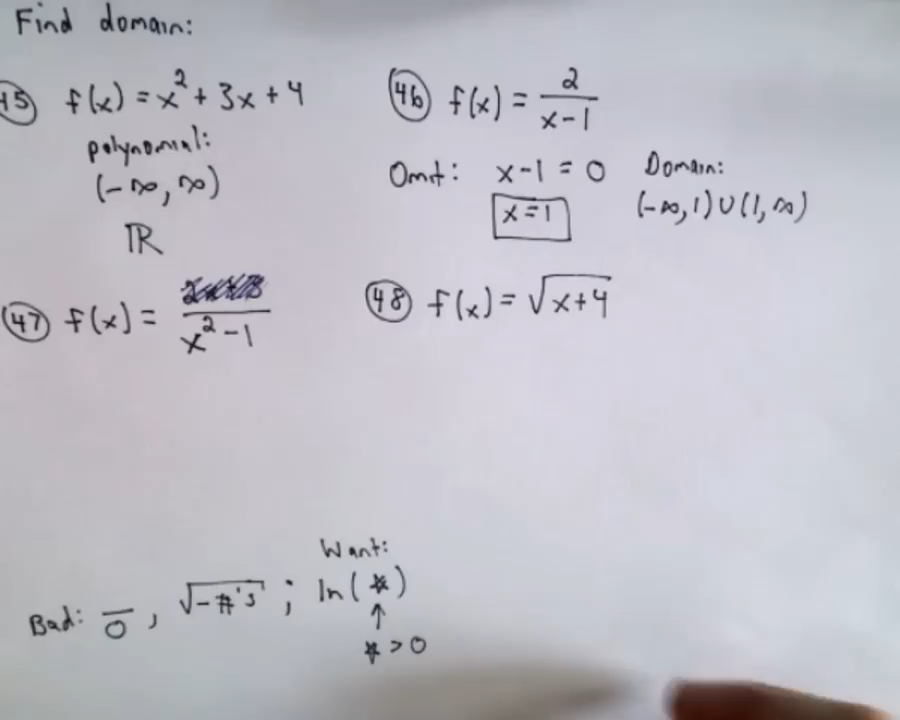 Find domain:
45 f(x) = x² + 3x + 4
polynomial:
(-∞, ∞)
ℝ
46 f(x) = 2/(x-1)
Omit: x-1 = 0
x = 1
Domain:
(-∞, 1) ∪ (1, ∞)
47 f(x) = /(x²-1)
48 f(x) = √(x+4)
Want:
Bad: /0, √(-#'s) ; ln(☆)
↑
☆ > 0